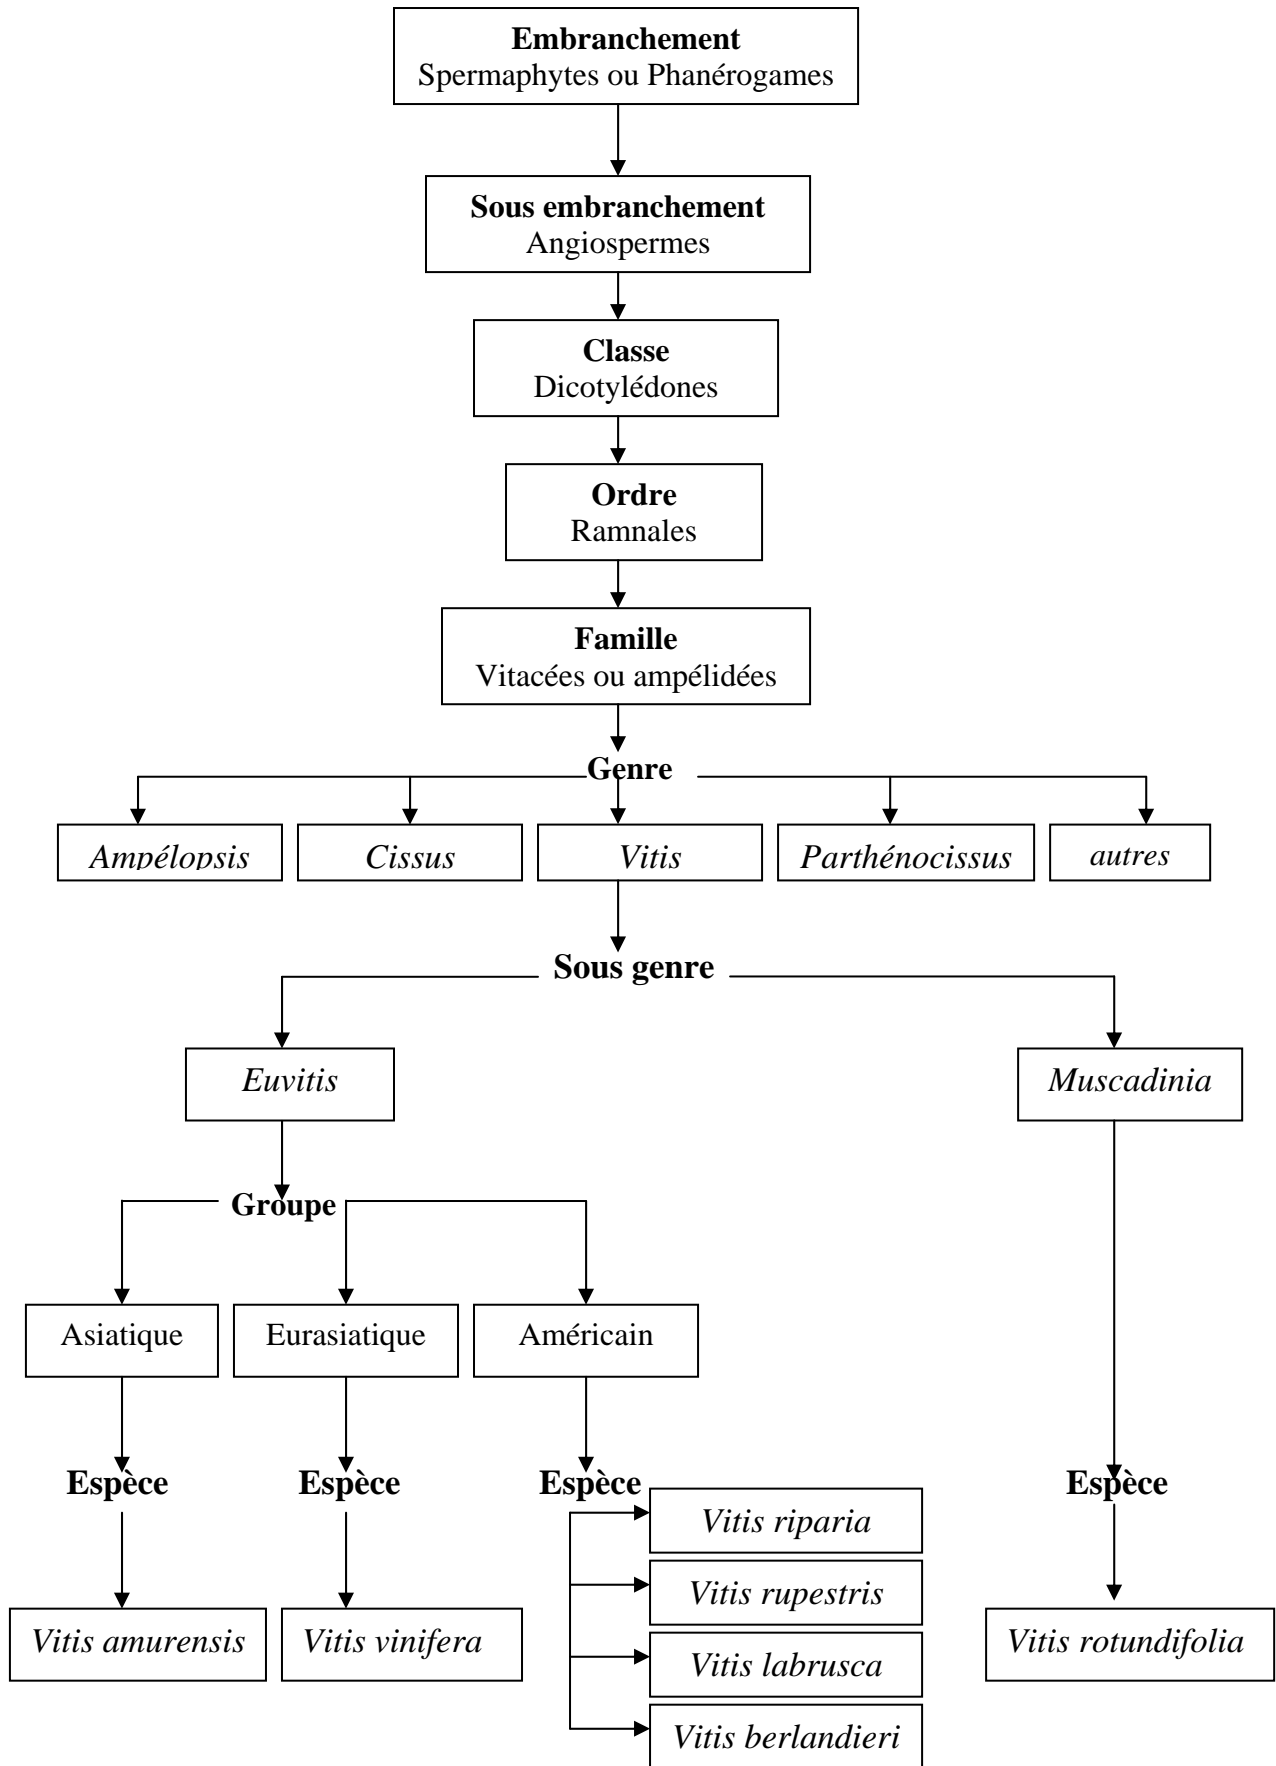 Embranchement
Spermaphytes ou Phanérogames
Sous embranchement
Angiospermes
Classe
Dicotylédones
Ordre
Ramnales
Famille
Vitacées ou ampélidées
Genre
Ampélopsis
Cissus
Vitis
Parthénocissus
autres
Sous genre
Euvitis
Muscadinia
Groupe
Asiatique
Eurasiatique
Américain
Espèce
Espèce
Espèce
Espèce
Vitis riparia
Vitis rupestris
Vitis amurensis
Vitis vinifera
Vitis labrusca
Vitis rotundifolia
Vitis berlandieri